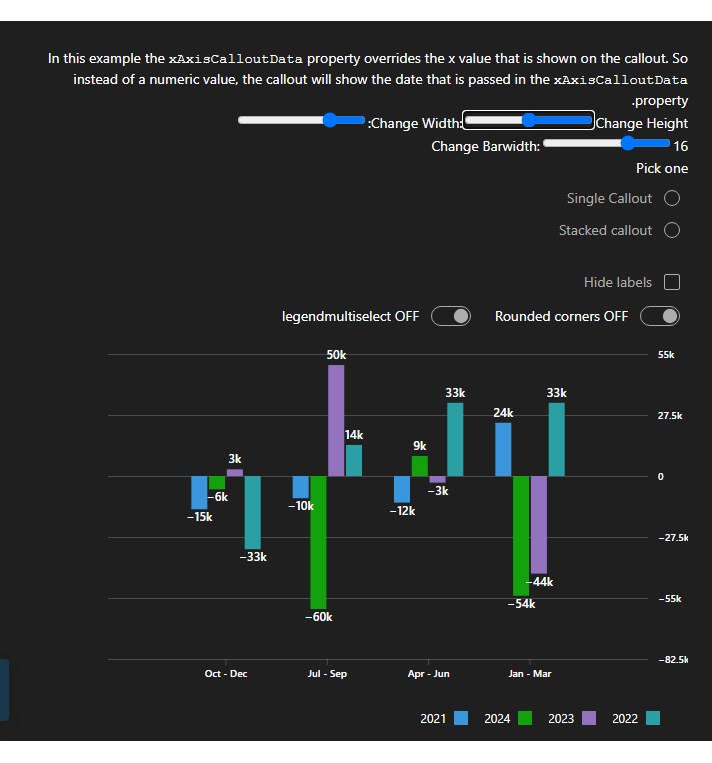 In this example the xAxisCalloutData property overrides the x value that is shown on the callout. So
instead of a numeric value, the callout will show the date that is passed in the xAxisCalloutData
.property
:Change Width: Change Height
Change Barwidth: 16
Pick one
Single Callout
Stacked callout
Hide labels
legendmultiselect OFF Rounded corners OFF
50k 55k
33k 33k
24k 27.5k
14k
9k
3k
0
−6k −3k
−10k
−12k
−15k
−27.5k
−33k
−44k
−54k −55k
−60k
−82.5k
Oct - Dec Jul - Sep Apr - Jun Jan - Mar
2021 2024 2023 2022